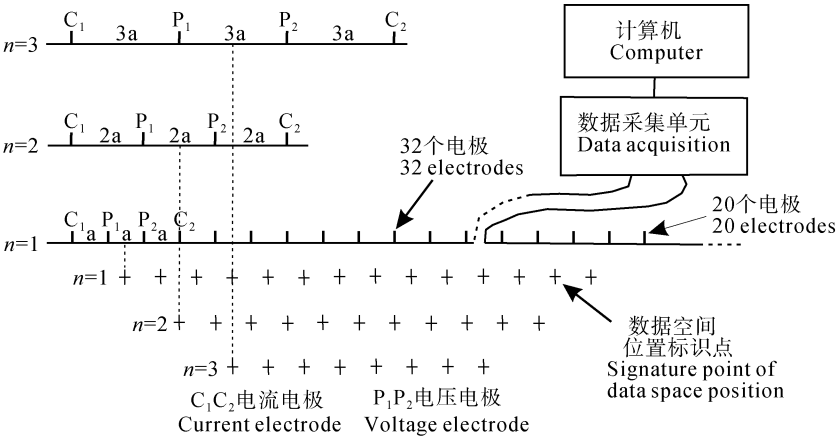 C₁ P₁ P₂ C₂
3a 3a 3a
n=3
计算机
Computer
C₁ P₁ P₂ C₂
2a 2a 2a
n=2
数据采集单元
Data acquisition
32个电极
32 electrodes
20个电极
20 electrodes
C₁ P₁ P₂ C₂
a a a
n=1
n=1
n=2
n=3
数据空间
位置标识点
Signature point of
data space position
C₁C₂电流电极
Current electrode
P₁P₂电压电极
Voltage electrode